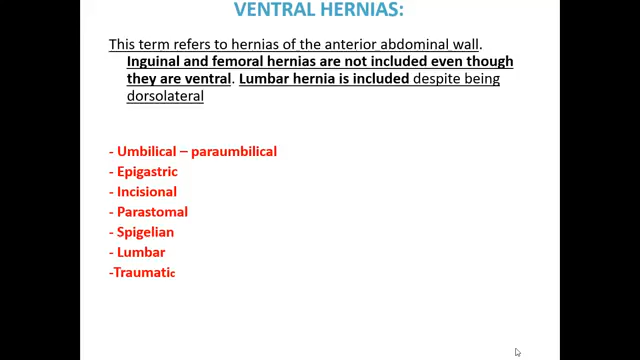 VENTRAL HERNIAS:
This term refers to hernias of the anterior abdominal wall.
Inguinal and femoral hernias are not included even though
they are ventral. Lumbar hernia is included despite being
dorsolateral
- Umbilical – paraumbilical
- Epigastric
- Incisional
- Parastomal
- Spigelian
- Lumbar
-Traumatic